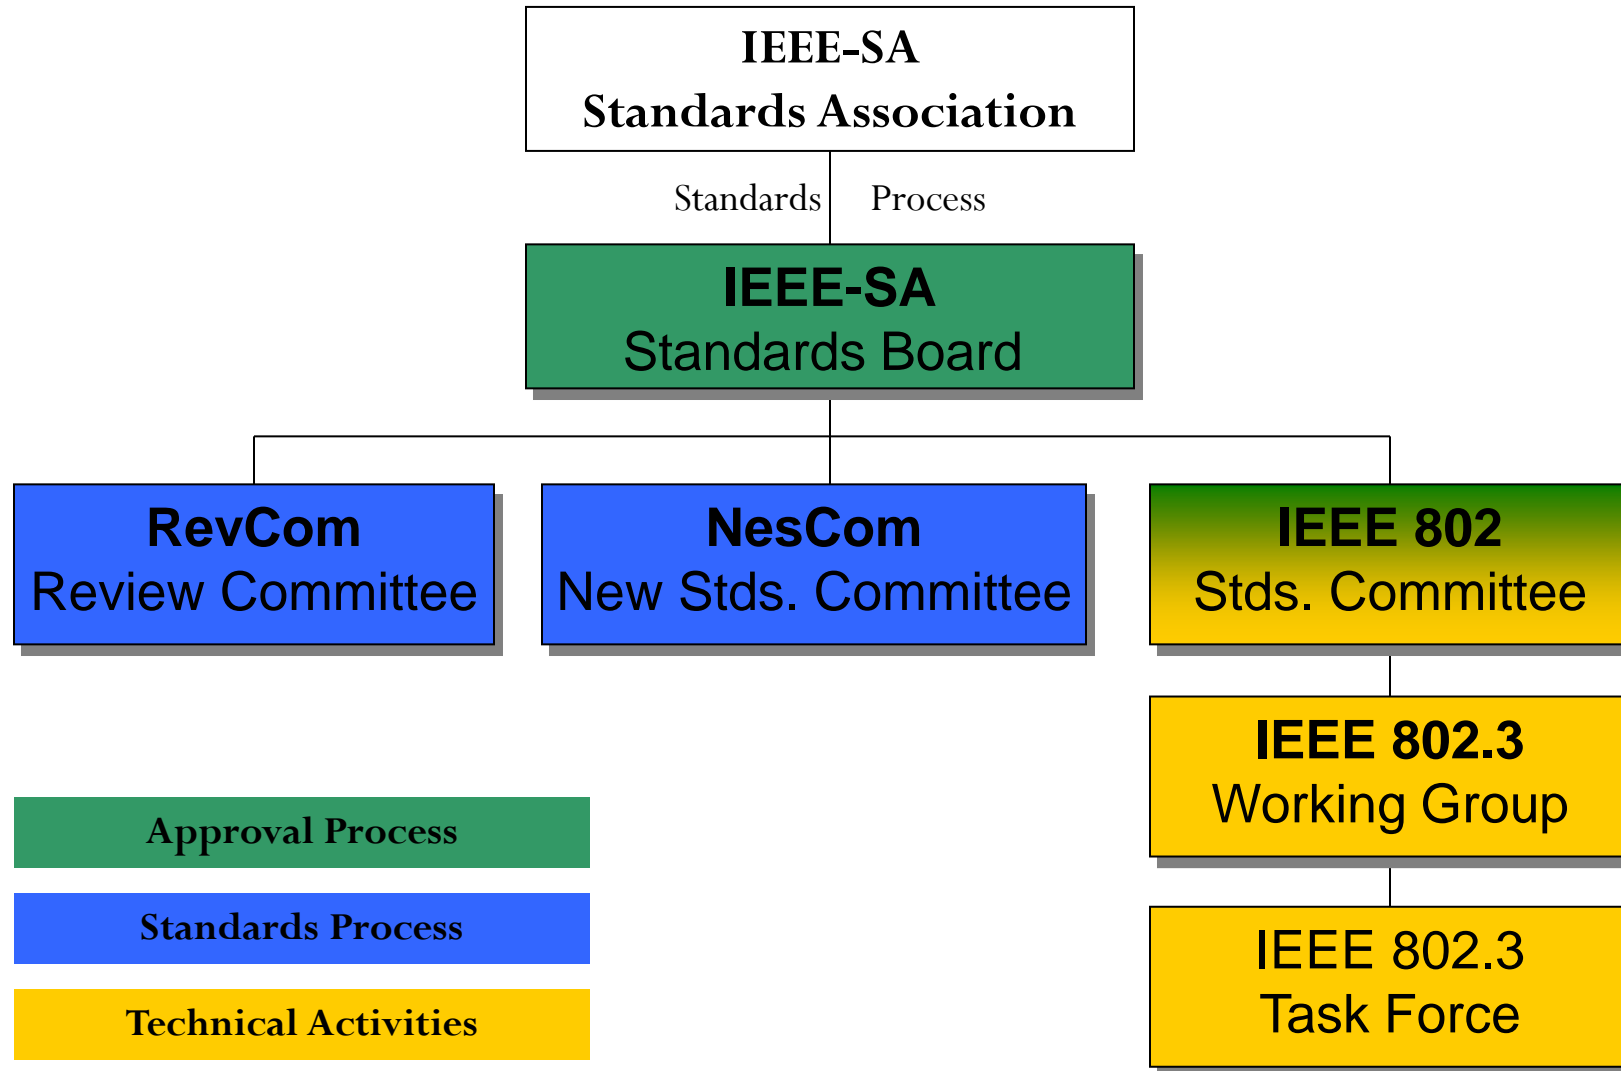 IEEE-SA
Standards Association
Standards Process
IEEE-SA
Standards Board
RevCom
Review Committee
NesCom
New Stds. Committee
IEEE 802
Stds. Committee
IEEE 802.3
Working Group
IEEE 802.3
Task Force
Approval Process
Standards Process
Technical Activities